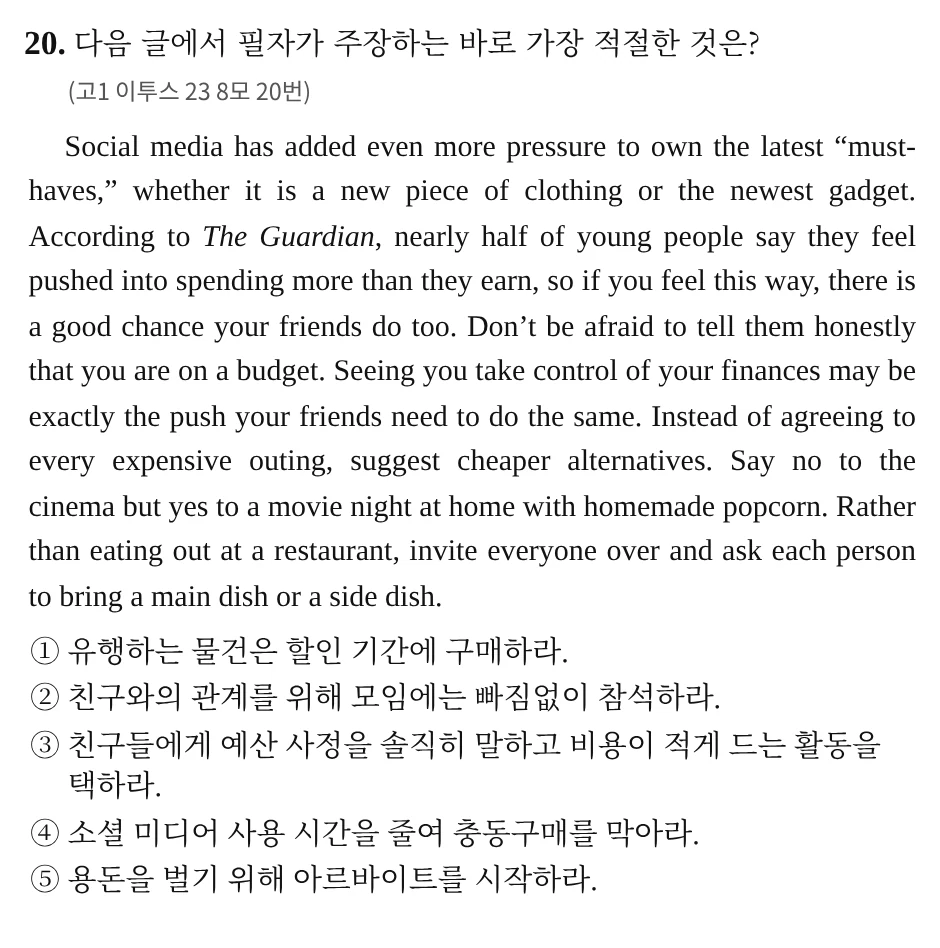 20. 다음 글에서 필자가 주장하는 바로 가장 적절한 것은?
(고1 이투스 23 8모 20번)
Social media has added even more pressure to own the latest “must-
haves,” whether it is a new piece of clothing or the newest gadget.
According to The Guardian, nearly half of young people say they feel
pushed into spending more than they earn, so if you feel this way, there is
a good chance your friends do too. Don’t be afraid to tell them honestly
that you are on a budget. Seeing you take control of your finances may be
exactly the push your friends need to do the same. Instead of agreeing to
every expensive outing, suggest cheaper alternatives. Say no to the
cinema but yes to a movie night at home with homemade popcorn. Rather
than eating out at a restaurant, invite everyone over and ask each person
to bring a main dish or a side dish.
① 유행하는 물건은 할인 기간에 구매하라.
② 친구와의 관계를 위해 모임에는 빠짐없이 참석하라.
③ 친구들에게 예산 사정을 솔직히 말하고 비용이 적게 드는 활동을
택하라.
④ 소셜 미디어 사용 시간을 줄여 충동구매를 막아라.
⑤ 용돈을 벌기 위해 아르바이트를 시작하라.